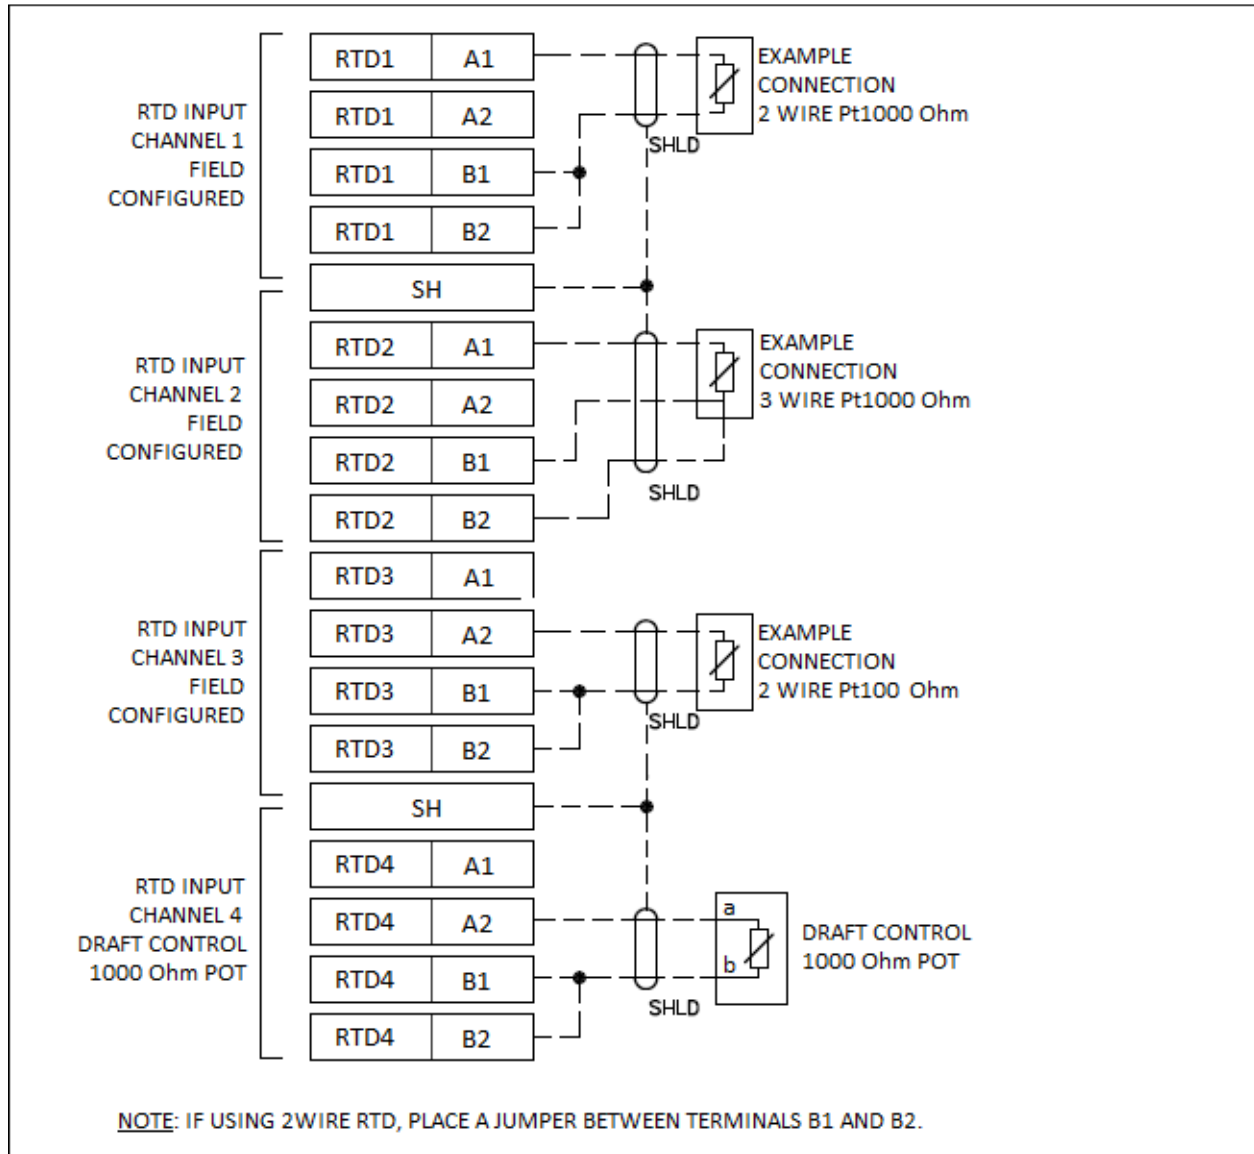 RTD INPUT
CHANNEL 1
FIELD
CONFIGURED
RTD1 A1
RTD1 A2
RTD1 B1
RTD1 B2
SHLD
EXAMPLE
CONNECTION
2 WIRE Pt1000 Ohm
SH
RTD INPUT
CHANNEL 2
FIELD
CONFIGURED
RTD2 A1
RTD2 A2
RTD2 B1
RTD2 B2
SHLD
EXAMPLE
CONNECTION
3 WIRE Pt1000 Ohm
RTD INPUT
CHANNEL 3
FIELD
CONFIGURED
RTD3 A1
RTD3 A2
RTD3 B1
RTD3 B2
SHLD
EXAMPLE
CONNECTION
2 WIRE Pt100 Ohm
SH
RTD INPUT
CHANNEL 4
DRAFT CONTROL
1000 Ohm POT
RTD4 A1
RTD4 A2
RTD4 B1
RTD4 B2
SHLD
a
b
DRAFT CONTROL
1000 Ohm POT
NOTE: IF USING 2WIRE RTD, PLACE A JUMPER BETWEEN TERMINALS B1 AND B2.